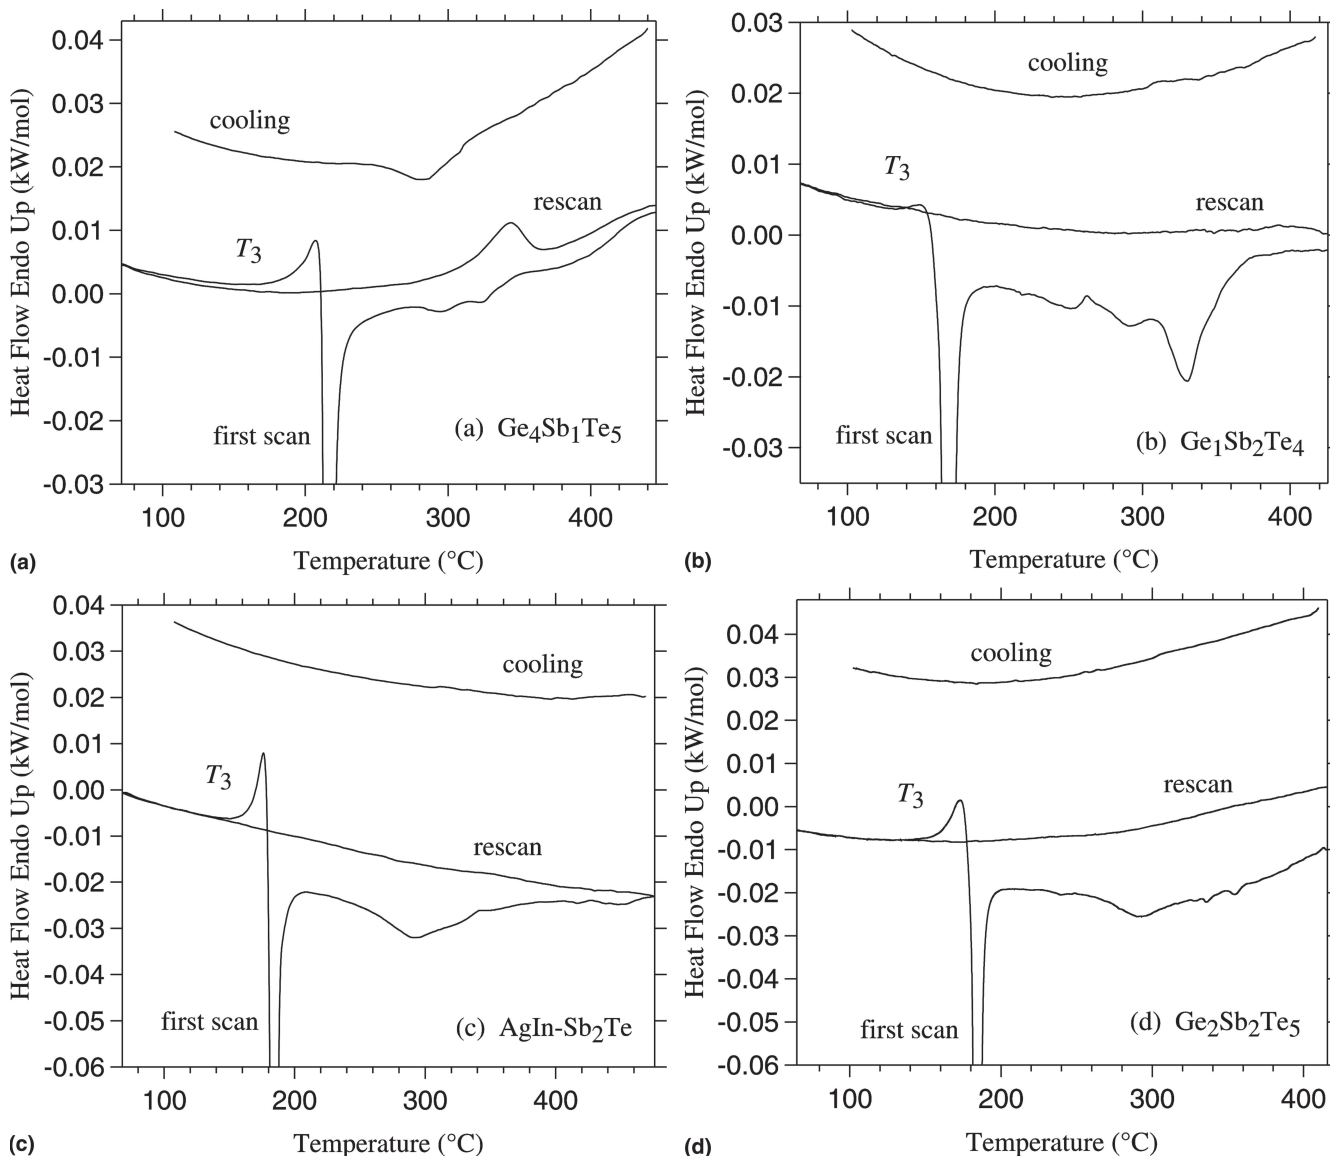 0.04
0.03
0.02
0.01
0.00
-0.01
-0.02
-0.03
Heat Flow Endo Up (kW/mol)
cooling
rescan
T3
first scan
(a) Ge4Sb1Te5
100 200 300 400
Temperature (°C)
(a)
0.03
0.02
0.01
0.00
-0.01
-0.02
-0.03
Heat Flow Endo Up (kW/mol)
cooling
T3
rescan
first scan
(b) Ge1Sb2Te4
100 200 300 400
Temperature (°C)
(b)
0.04
0.03
0.02
0.01
0.00
-0.01
-0.02
-0.03
-0.04
-0.05
-0.06
Heat Flow Endo Up (kW/mol)
cooling
T3
rescan
first scan
(c) AgIn-Sb2Te
100 200 300 400
Temperature (°C)
(c)
0.04
0.03
0.02
0.01
0.00
-0.01
-0.02
-0.03
-0.04
-0.05
-0.06
Heat Flow Endo Up (kW/mol)
cooling
rescan
T3
first scan
(d) Ge2Sb2Te5
100 200 300 400
Temperature (°C)
(d)